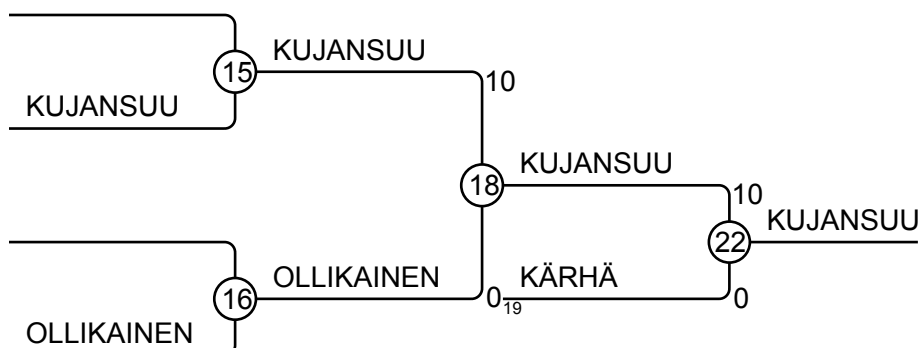 KUJANSUU
15
10
KUJANSUU
KUJANSUU
18
10
KUJANSUU
22
OLLIKAINEN
KÄRHÄ
16
0
19
0
OLLIKAINEN